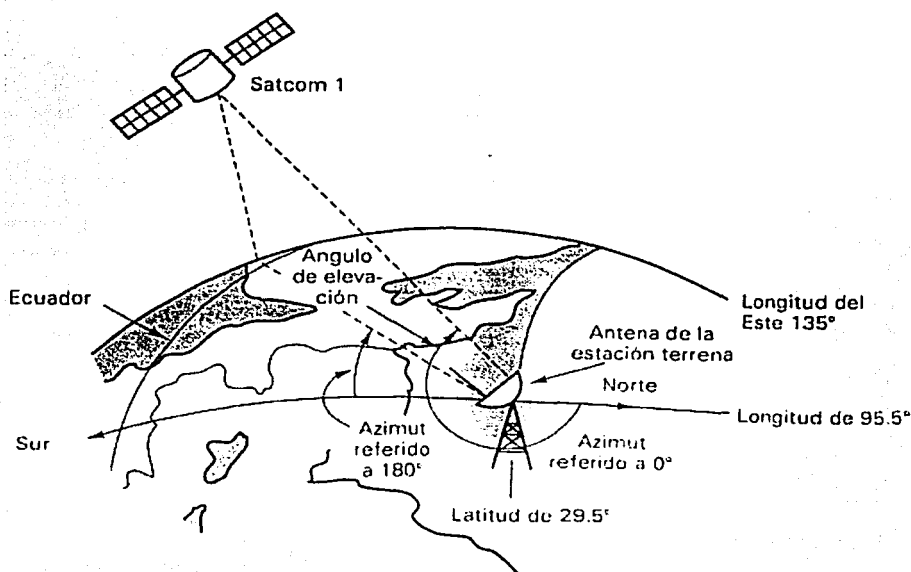 Satcom 1
Angulo
de eleva-
ción
Ecuador
Longitud del
Este 135°
Antena de la
estación terrena
Norte
Longitud de 95.5°
Sur
Azimut
referido
a 180°
Azimut
referido a 0°
Latitud de 29.5°